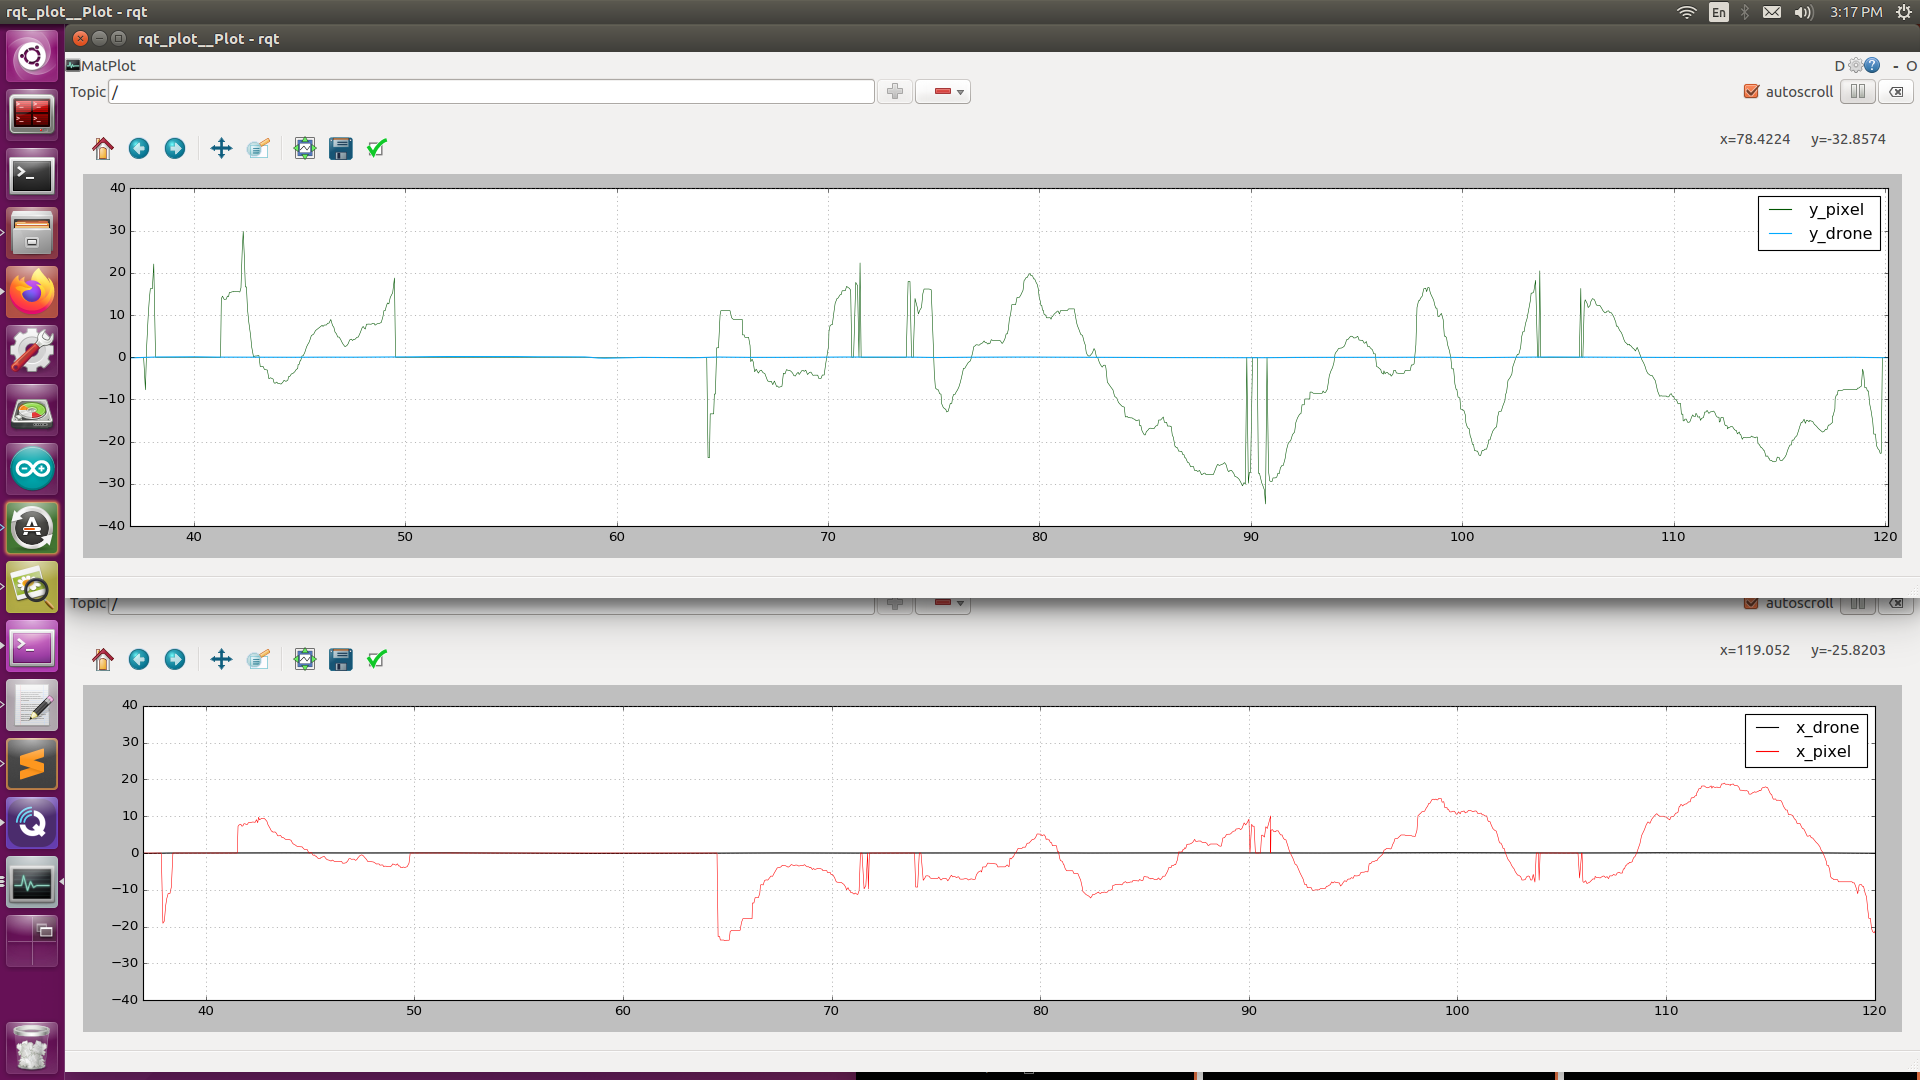 rqt_plot__Plot - rqt
En
3:17 PM
rqt_plot__Plot - rqt
MatPlot
D
- O
Topic /
autoscroll
x=78.4224 y=-32.8574
40
30
20
10
0
−10
−20
−30
−40
y_pixel
y_drone
40 50 60 70 80 90 100 110 120
Topic /
autoscroll
x=119.052 y=-25.8203
40
30
20
10
0
−10
−20
−30
−40
x_drone
x_pixel
40 50 60 70 80 90 100 110 120